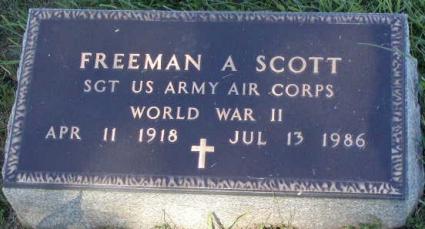 FREEMAN A SCOTT
SGT US ARMY AIR CORPS
WORLD WAR II
APR 11 1918 JUL 13 1986